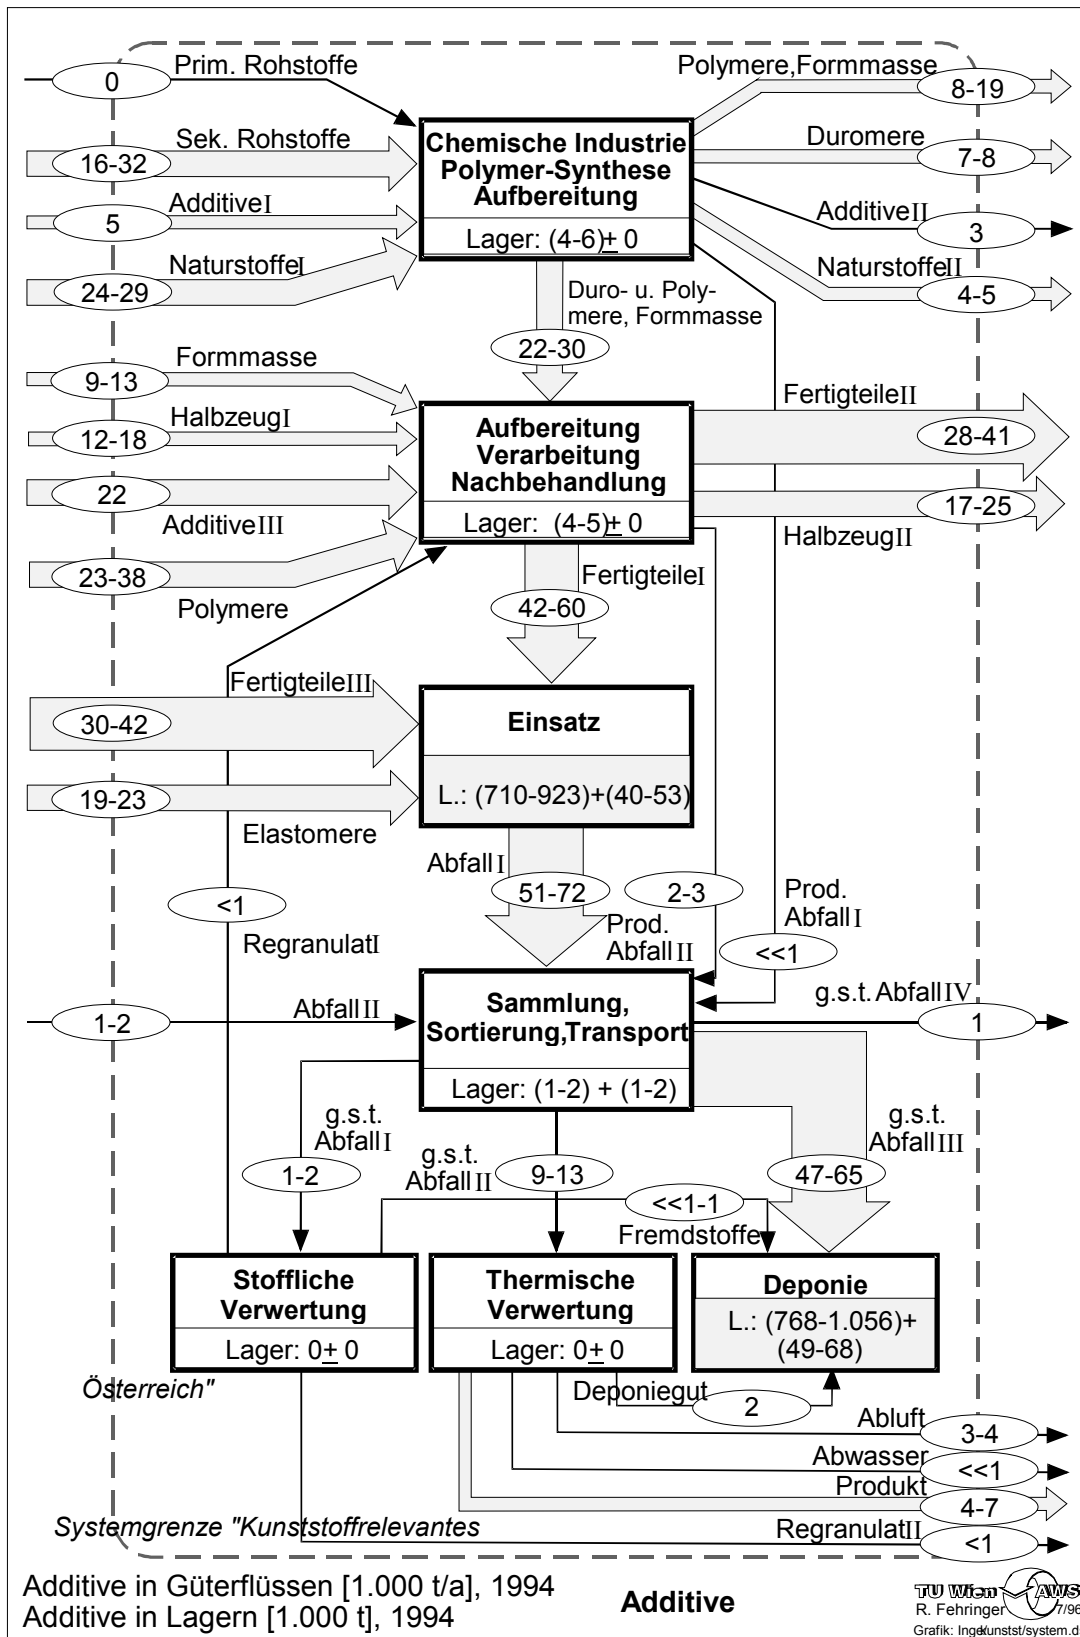 Prim. Rohstoffe
0
Polymere,Formmasse
8-19
Sek. Rohstoffe
16-32
Chemische Industrie
Polymer-Synthese
Aufbereitung
Lager: (4-6)± 0
Duromere
7-8
Additive I
5
Additive II
3
Naturstoffe I
24-29
Naturstoffe II
4-5
Duro- u. Poly-
mere, Formmasse
22-30
Formmasse
9-13
Halbzeug I
12-18
22
Additive III
23-38
Polymere
Aufbereitung
Verarbeitung
Nachbehandlung
Lager: (4-5)± 0
Fertigteile II
28-41
17-25
Halbzeug II
Fertigteile I
42-60
Fertigteile III
30-42
19-23
Elastomere
Einsatz
L.: (710-923)+(40-53)
Abfall I
51-72
2-3
Prod.
Abfall II
Prod.
Abfall I
<<1
<1
Regranulat I
Abfall II
1-2
Sammlung,
Sortierung,Transport
Lager: (1-2) + (1-2)
g.s.t. Abfall IV
1
g.s.t.
Abfall I
1-2
g.s.t.
Abfall II
9-13
g.s.t.
Abfall III
47-65
<<1-1
Fremdstoffe
Stoffliche
Verwertung
Lager: 0± 0
Thermische
Verwertung
Lager: 0± 0
Deponie
L.: (768-1.056)+
(49-68)
Österreich"
Deponiegut
2
Abluft
3-4
Abwasser
<<1
Produkt
4-7
Systemgrenze "Kunststoffrelevantes
Regranulat II
<1
Additive in Güterflüssen [1.000 t/a], 1994
Additive in Lagern [1.000 t], 1994
Additive
TU Wien AWS
R. Fehringer 7/96
Grafik: Inge
kunstst/system.d